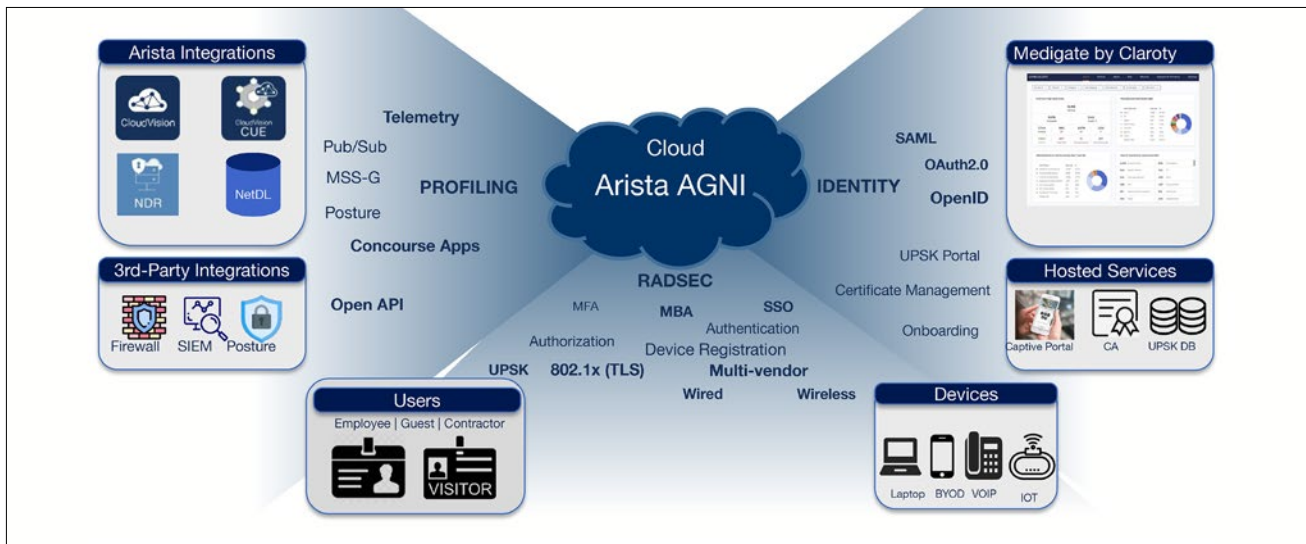 Arista Integrations
CloudVision
CloudVision
CUE
NDR
NetDL
3rd-Party Integrations
Firewall
SIEM
Posture
Telemetry
Pub/Sub
MSS-G
PROFILING
Posture
Concourse Apps
Open API
Cloud
Arista AGNI
RADSEC
MFA
MBA
SSO
Authorization
Authentication
Device Registration
UPSK
802.1x (TLS)
Multi-vendor
Wired
Wireless
IDENTITY
SAML
OAuth2.0
OpenID
UPSK Portal
Certificate Management
Onboarding
Medigate by Claroty
Hosted Services
Captive Portal
CA
UPSK DB
Users
Employee | Guest | Contractor
VISITOR
Devices
Laptop
BYOD
VOIP
IOT